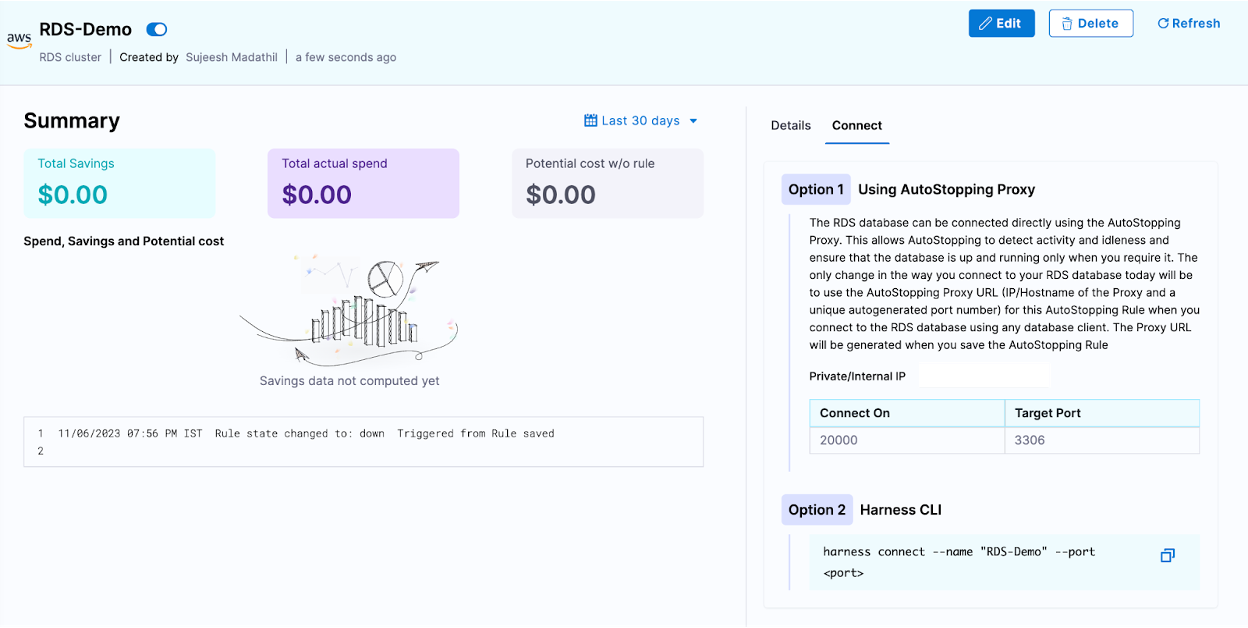 aws
RDS-Demo
Edit
Delete
Refresh
RDS cluster | Created by Sujeesh Madathil | a few seconds ago
Summary
Last 30 days
Total Savings
$0.00
Total actual spend
$0.00
Potential cost w/o rule
$0.00
Spend, Savings and Potential cost
Savings data not computed yet
1 11/06/2023 07:56 PM IST Rule state changed to: down Triggered from Rule saved
2
Details
Connect
Option 1 Using AutoStopping Proxy
The RDS database can be connected directly using the AutoStopping
Proxy. This allows AutoStopping to detect activity and idleness and
ensure that the database is up and running only when you require it. The
only change in the way you connect to your RDS database today will be
to use the AutoStopping Proxy URL (IP/Hostname of the Proxy and a
unique autogenerated port number) for this AutoStopping Rule when you
connect to the RDS database using any database client. The Proxy URL
will be generated when you save the AutoStopping Rule
Private/Internal IP
Connect On Target Port
20000 3306
Option 2 Harness CLI
harness connect --name "RDS-Demo" --port
<port>